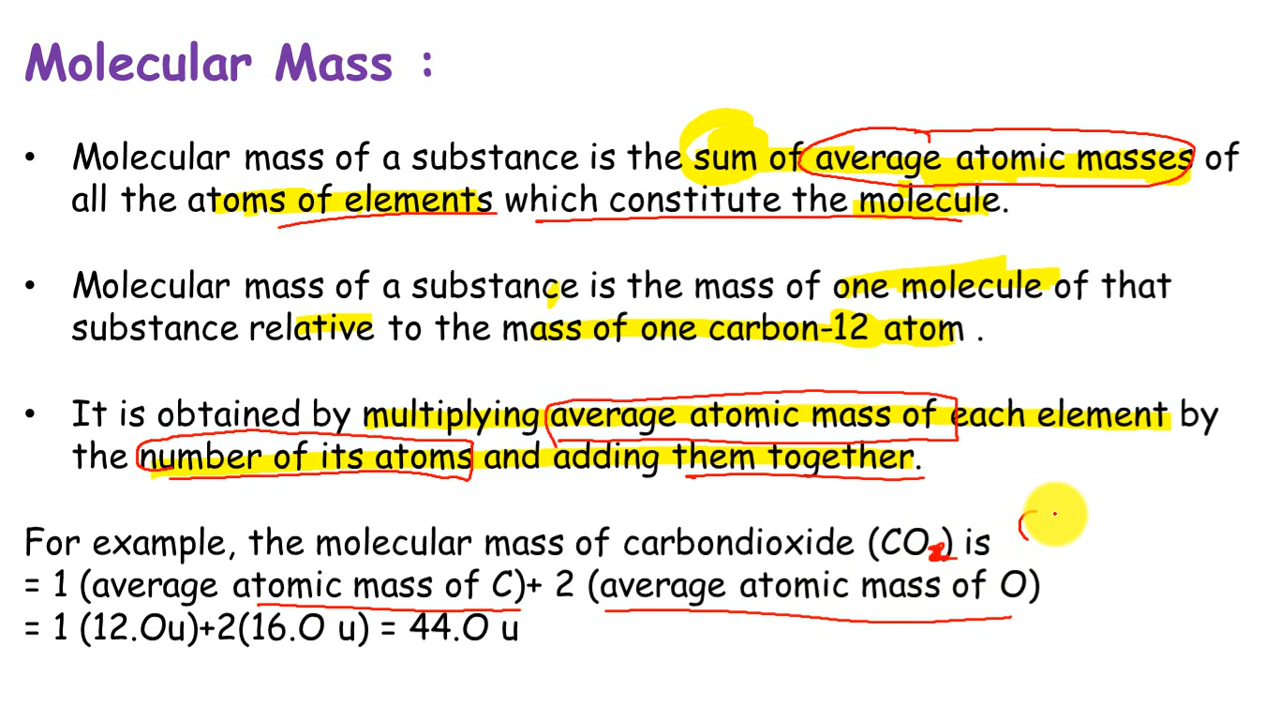 Molecular Mass :
• Molecular mass of a substance is the sum of average atomic masses of
all the atoms of elements which constitute the molecule.
• Molecular mass of a substance is the mass of one molecule of that
substance relative to the mass of one carbon-12 atom .
• It is obtained by multiplying average atomic mass of each element by
the number of its atoms and adding them together.
For example, the molecular mass of carbondioxide (CO2) is
= 1 (average atomic mass of C)+ 2 (average atomic mass of O)
= 1 (12.0u)+2(16.0 u) = 44.0 u